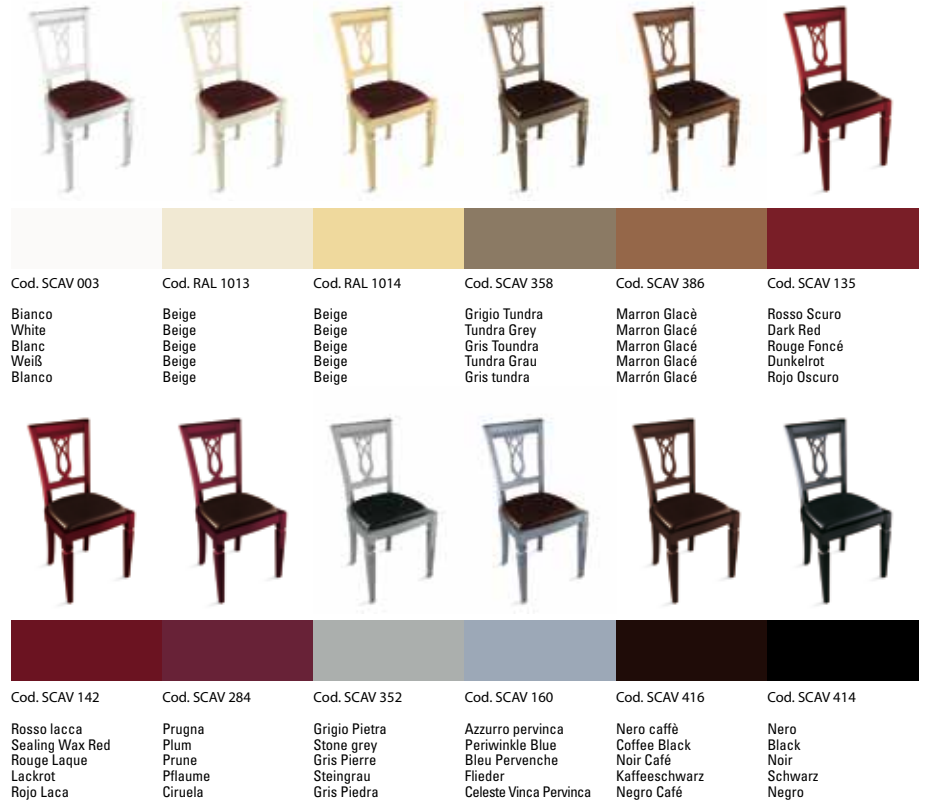 Cod. SCAV 003
Bianco
White
Blanc
Weiß
Blanco
Cod. RAL 1013
Beige
Beige
Beige
Beige
Beige
Cod. RAL 1014
Beige
Beige
Beige
Beige
Beige
Cod. SCAV 358
Grigio Tundra
Tundra Grey
Gris Toundra
Tundra Grau
Gris tundra
Cod. SCAV 386
Marron Glacè
Marron Glacé
Marron Glacé
Marron Glacé
Marrón Glacé
Cod. SCAV 135
Rosso Scuro
Dark Red
Rouge Foncé
Dunkelrot
Rojo Oscuro
Cod. SCAV 142
Rosso lacca
Sealing Wax Red
Rouge Laque
Lackrot
Rojo Laca
Cod. SCAV 284
Prugna
Plum
Prune
Pflaume
Ciruela
Cod. SCAV 352
Grigio Pietra
Stone grey
Gris Pierre
Steingrau
Gris Piedra
Cod. SCAV 160
Azzurro pervinca
Periwinkle Blue
Bleu Pervenche
Flieder
Celeste Vinca Pervinca
Cod. SCAV 416
Nero caffè
Coffee Black
Noir Café
Kaffeeschwarz
Negro Café
Cod. SCAV 414
Nero
Black
Noir
Schwarz
Negro